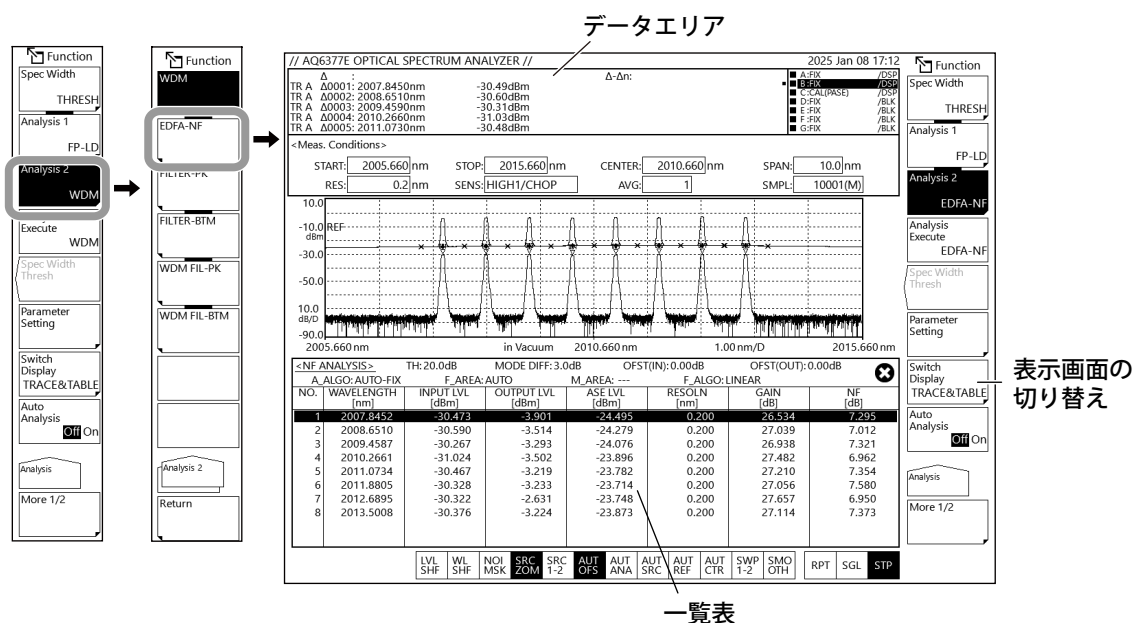 データエリア
Function
Spec Width
THRESH
Analysis 1
FP-LD
Analysis 2
WDM
Execute
WDM
Spec Width
Thresh
Parameter
Setting
Switch
Display
TRACE&TABLE
Auto
Analysis
Off On
Analysis
More 1/2
Function
WDM
EDFA-NF
FILTER-PK
FILTER-BTM
WDM FIL-PK
WDM FIL-BTM
Analysis 2
Return
// AQ6377E OPTICAL SPECTRUM ANALYZER // 2025 Jan 08 17:12
Δ : Δ-Δn:
TR A Δ0001: 2007.8450nm -30.49dBm
TR A Δ0002: 2008.6510nm -30.60dBm
TR A Δ0003: 2009.4590nm -30.31dBm
TR A Δ0004: 2010.2660nm -31.03dBm
TR A Δ0005: 2011.0730nm -30.48dBm
A:FIX /DSP
B:FIX /DSP
C:CAL(PASE) /DSP
D:FIX /BLK
E:FIX /BLK
F:FIX /BLK
G:FIX /BLK
<Meas. Conditions>
START: 2005.660 nm STOP: 2015.660 nm CENTER: 2010.660 nm SPAN: 10.0 nm
RES: 0.2 nm SENS: HIGH1/CHOP AVG: 1 SMPL: 10001(M)
10.0
-10.0 REF
dBm
-30.0
-50.0
10.0
dB/D
-90.0
2005.660 nm in Vacuum 2010.660 nm 1.00 nm/D 2015.660 nm
<NF ANALYSIS> TH: 20.0dB MODE DIFF: 3.0dB OFST(IN): 0.00dB OFST(OUT): 0.00dB
A_ALGO: AUTO-FIX F_AREA: AUTO M_AREA: --- F_ALGO: LINEAR
NO. WAVELENGTH INPUT LVL OUTPUT LVL ASE LVL RESOLN GAIN NF
[nm] [dBm] [dBm] [dBm] [nm] [dB] [dB]
1 2007.8452 -30.473 -3.901 -24.495 0.200 26.534 7.295
2 2008.6510 -30.590 -3.514 -24.279 0.200 27.039 7.012
3 2009.4587 -30.267 -3.293 -24.076 0.200 26.938 7.321
4 2010.2661 -31.024 -3.502 -23.896 0.200 27.482 6.962
5 2011.0734 -30.467 -3.219 -23.782 0.200 27.210 7.354
6 2011.8805 -30.328 -3.233 -23.714 0.200 27.056 7.580
7 2012.6895 -30.322 -2.631 -23.748 0.200 27.657 6.950
8 2013.5008 -30.376 -3.224 -23.873 0.200 27.114 7.373
LVL WL NOI SRC SRC AUT AUT AUT AUT AUT SWP SMO RPT SGL STP
SHF SHF MSK ZOM 1-2 OFS ANA SRC REF CTR 1-2 OTH
Function
Spec Width
THRESH
Analysis 1
FP-LD
Analysis 2
EDFA-NF
Analysis
Execute
EDFA-NF
Spec Width
Thresh
Parameter
Setting
Switch
Display
TRACE&TABLE
Auto
Analysis
Off On
Analysis
More 1/2
表示画面の
切り替え
一覧表